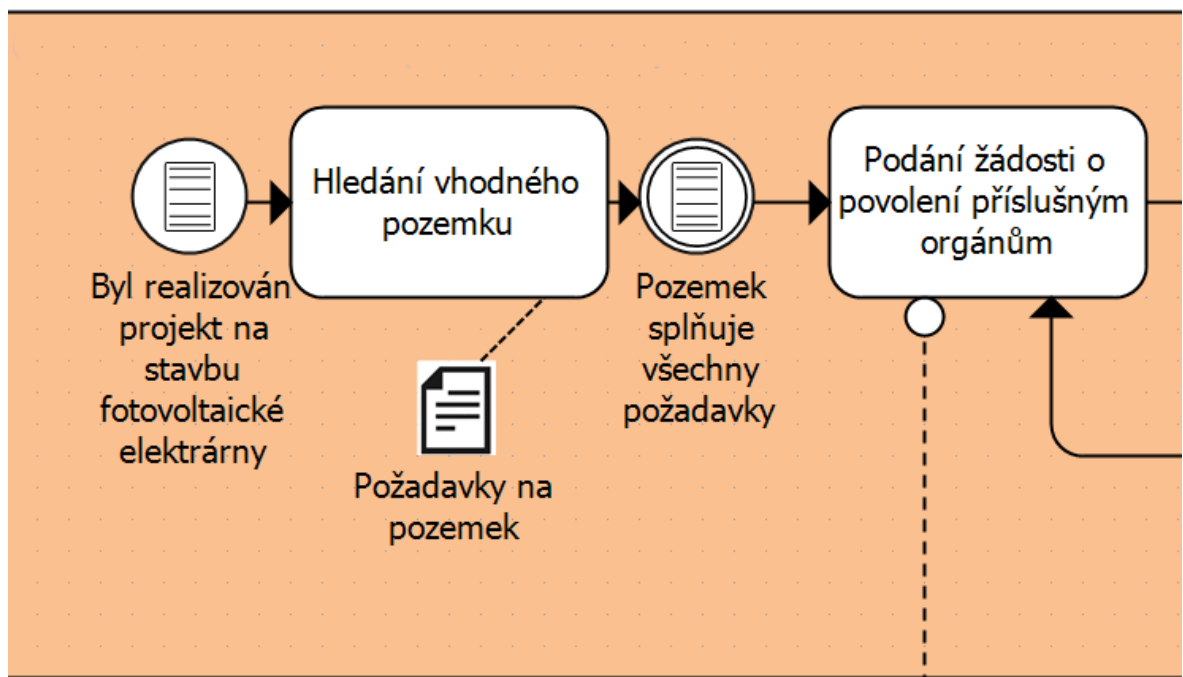 Byl realizován
projekt na
stavbu
fotovoltaické
elektrárny
Hledání vhodného
pozemku
Požadavky na
pozemek
Pozemek
splňuje
všechny
požadavky
Podání žádosti o
povolení příslušným
orgánům